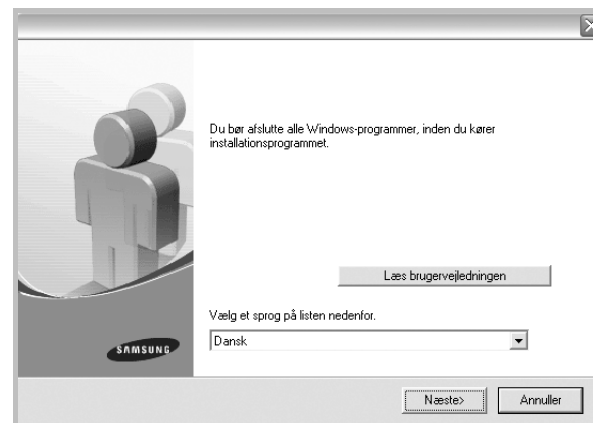 Du bør afslutte alle Windows-programmer, inden du kører
installationsprogrammet.
Læs brugervejledningen
Vælg et sprog på listen nedenfor.
Dansk
SAMSUNG
Næste>
Annuller